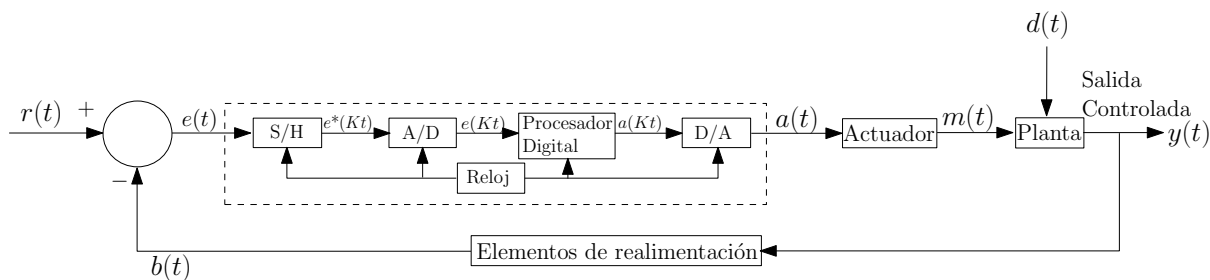 d(t)
Salida
Controlada
r(t)
+
e(t)
S/H
e*(Kt)
A/D
e(Kt)
Procesador
Digital
a(Kt)
D/A
a(t)
Actuador
m(t)
Planta
y(t)
−
Reloj
Elementos de realimentación
b(t)